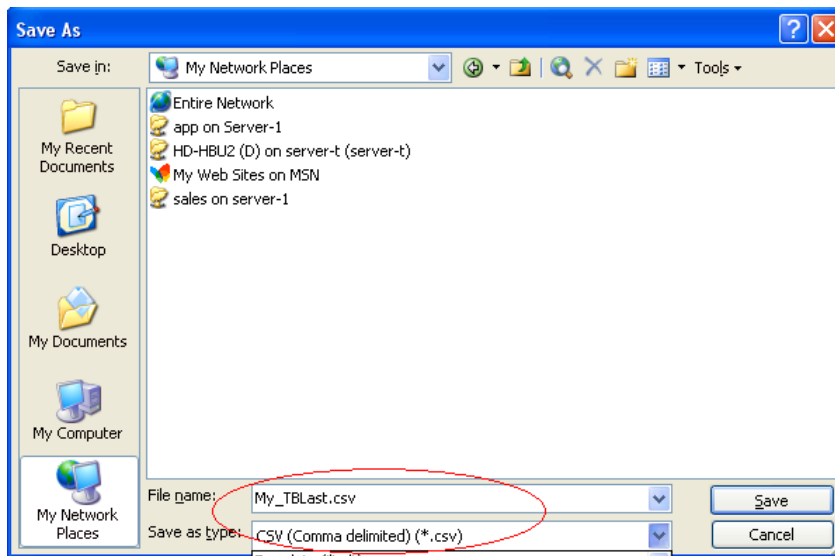 Save As
Save in:
My Network Places
Tools
My Recent
Documents
Desktop
My Documents
My Computer
My Network
Places
Entire Network
app on Server-1
HD-HBU2 (D) on server-t (server-t)
My Web Sites on MSN
sales on server-1
File name:
My_TBLast.csv
Save
Save as type:
CSV (Comma delimited) (*.csv)
Cancel